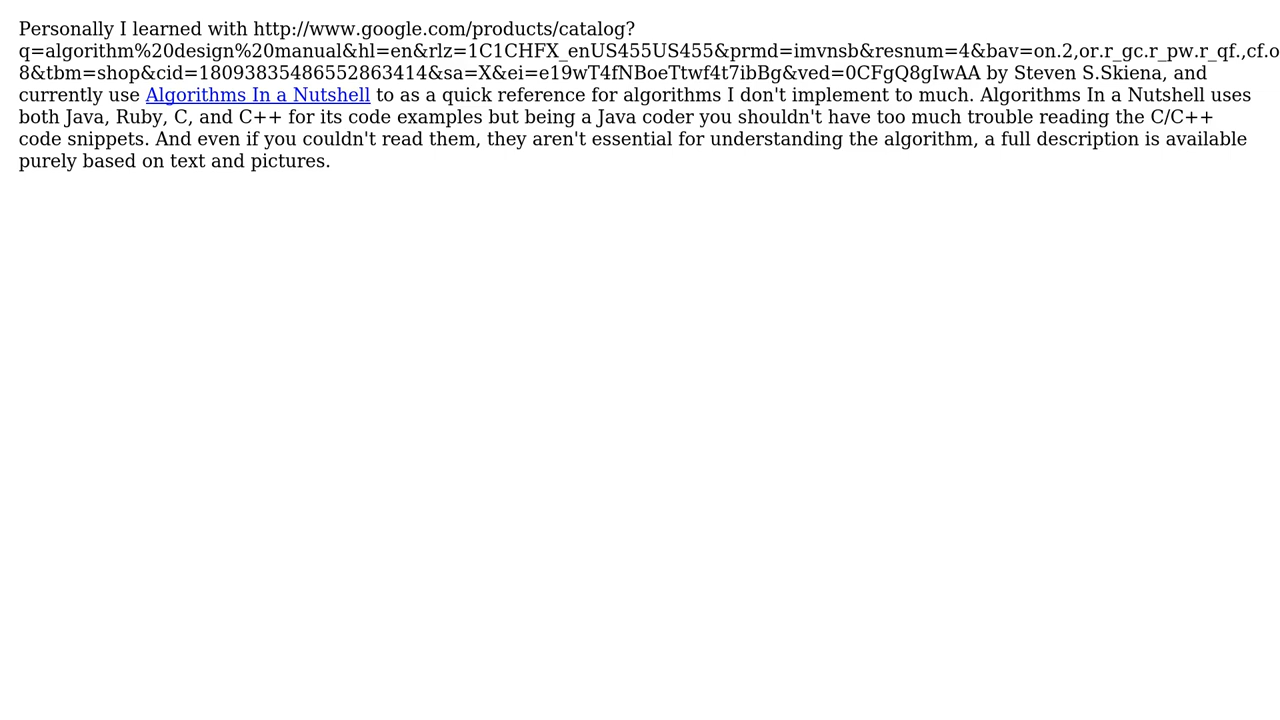 Personally I learned with http://www.google.com/products/catalog?
q=algorithm%20design%20manual&hl=en&rlz=1C1CHFX_enUS455US455&prmd=imvnsb&resnum=4&bav=on.2,or.r_gc.r_pw.r_qf.,cf.o
8&tbm=shop&cid=18093835486552863414&sa=X&ei=e19wT4fNBoeTtwf4t7ibBg&ved=0CFgQ8gIwAA by Steven S.Skiena, and
currently use Algorithms In a Nutshell to as a quick reference for algorithms I don't implement to much. Algorithms In a Nutshell uses
both Java, Ruby, C, and C++ for its code examples but being a Java coder you shouldn't have too much trouble reading the C/C++
code snippets. And even if you couldn't read them, they aren't essential for understanding the algorithm, a full description is available
purely based on text and pictures.